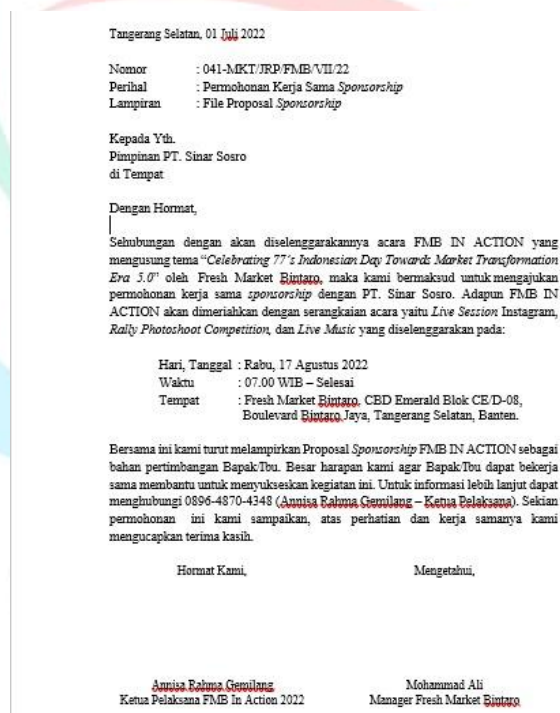 Tangerang Selatan, 01 Juli 2022
Nomor : 041-MKT/JRP/FMB/VII/22
Perihal : Permohonan Kerja Sama Sponsorship
Lampiran : File Proposal Sponsorship
Kepada Yth.
Pimpinan PT. Sinar Sosro
di Tempat
Dengan Hormat,
Sehubungan dengan akan diselenggarakannya acara FMB IN ACTION yang
mengusung tema “Celebrating 77’s Indonesian Day Towards Market Transformation
Era 5.0” oleh Fresh Market Bintaro, maka kami bermaksud untuk mengajukan
permohonan kerja sama sponsorship dengan PT. Sinar Sosro. Adapun FMB IN
ACTION akan dimeriahkan dengan serangkaian acara yaitu Live Session Instagram,
Rally Photoshoot Competition, dan Live Music yang diselenggarakan pada:
Hari, Tanggal : Rabu, 17 Agustus 2022
Waktu : 07.00 WIB – Selesai
Tempat : Fresh Market Bintaro, CBD Emerald Blok CE/D-08,
Boulevard Bintaro Jaya, Tangerang Selatan, Banten.
Bersama ini kami turut melampirkan Proposal Sponsorship FMB IN ACTION sebagai
bahan pertimbangan Bapak/Ibu. Besar harapan kami agar Bapak/Ibu dapat bekerja
sama membantu untuk menyukseskan kegiatan ini. Untuk informasi lebih lanjut dapat
menghubungi 0896-4870-4348 (Annisa Rahma Gemilang – Ketua Pelaksana). Sekian
permohonan ini kami sampaikan, atas perhatian dan kerja samanya kami
mengucapkan terima kasih.
Hormat Kami, Mengetahui,
Annisa Rahma Gemilang Mohammad Ali
Ketua Pelaksana FMB In Action 2022 Manager Fresh Market Bintaro